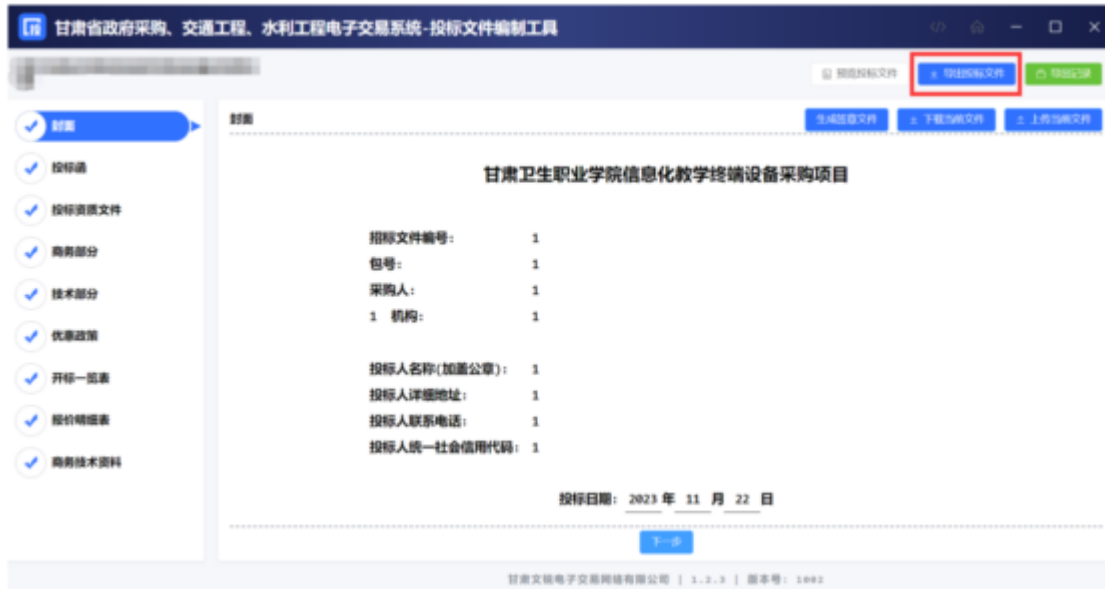 甘肃省政府采购、交通工程、水利工程电子交易系统-投标文件编制工具
预览投标文件 导出投标文件 导出记录
封面
投标函
投标资质文件
商务部分
技术部分
优惠政策
开标一览表
报价明细表
商务技术资料
封面 生成签章文件 下载当前文件 上传当前文件
甘肃卫生职业学院信息化教学终端设备采购项目
招标文件编号: 1
包号: 1
采购人: 1
1 机构: 1
投标人名称(加盖公章): 1
投标人详细地址: 1
投标人联系电话: 1
投标人统一社会信用代码: 1
投标日期: 2023 年 11 月 22 日
下一步
甘肃文锐电子交易网络有限公司 | 1.2.3 | 版本号: 1002